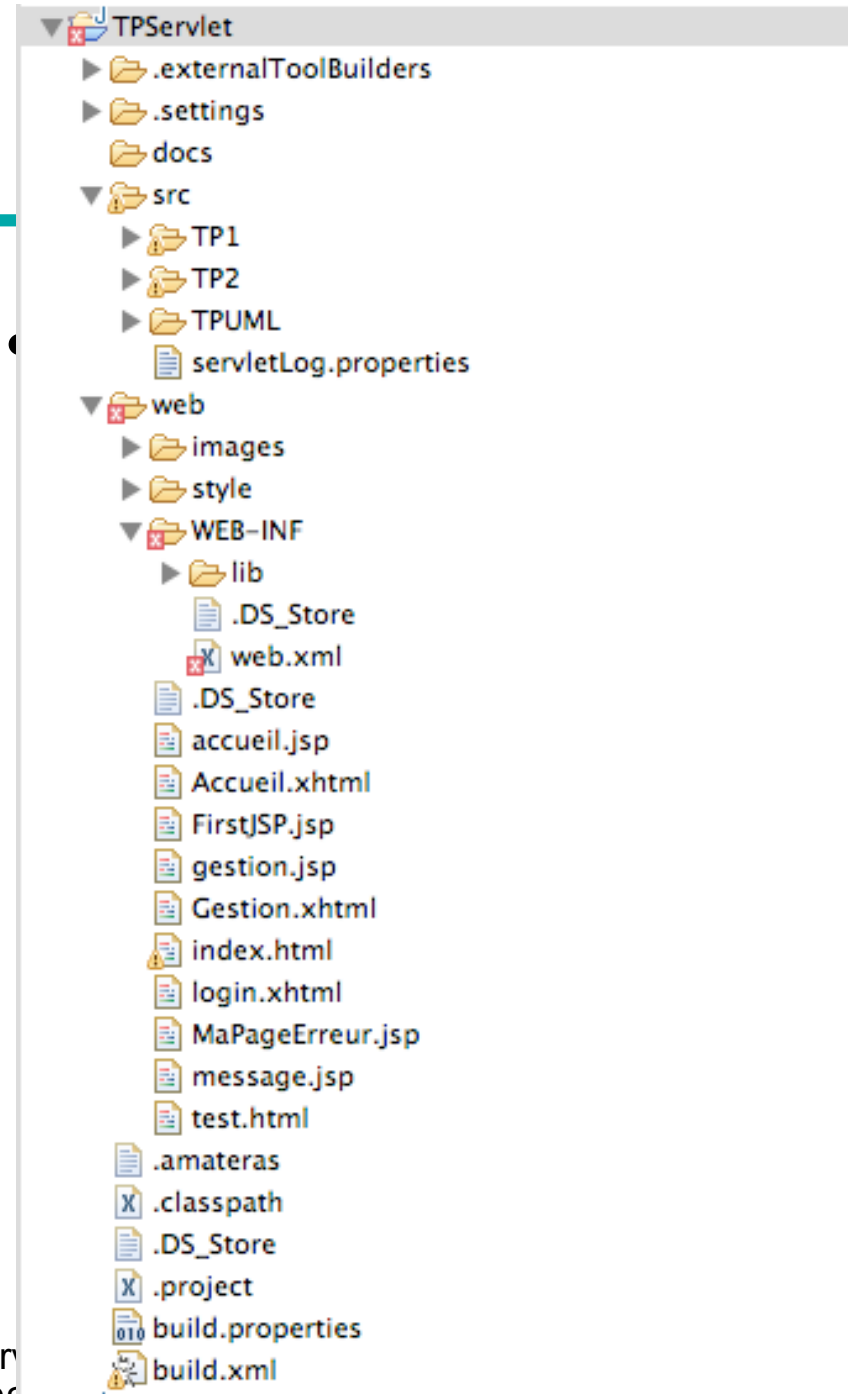 TPServlet
.externalToolBuilders
.settings
docs
src
TP1
TP2
TPUML
servletLog.properties
web
images
style
WEB-INF
lib
.DS_Store
web.xml
.DS_Store
accueil.jsp
Accueil.xhtml
FirstJSP.jsp
gestion.jsp
Gestion.xhtml
index.html
login.xhtml
MaPageErreur.jsp
message.jsp
test.html
.amateras
.classpath
.DS_Store
.project
build.properties
build.xml